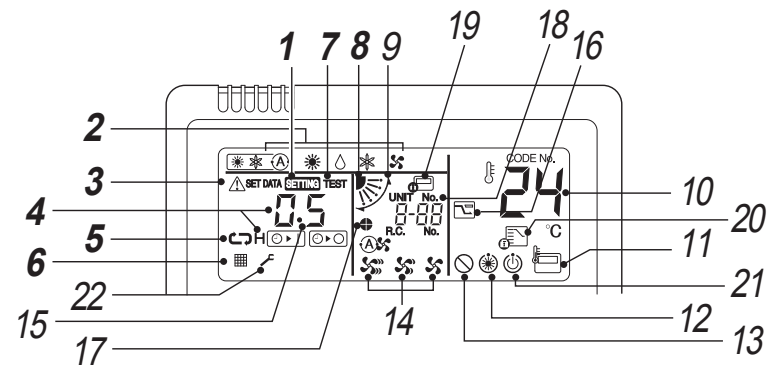 1 7 8 9 19 18 16
2
3
4
5
6
22
15
17
14
13
12
21
11
20
10
CODE No.
A
SET DATA SETTING TEST
UNIT No.
24
0.5
8-88
R.C. No.
°C
H
A